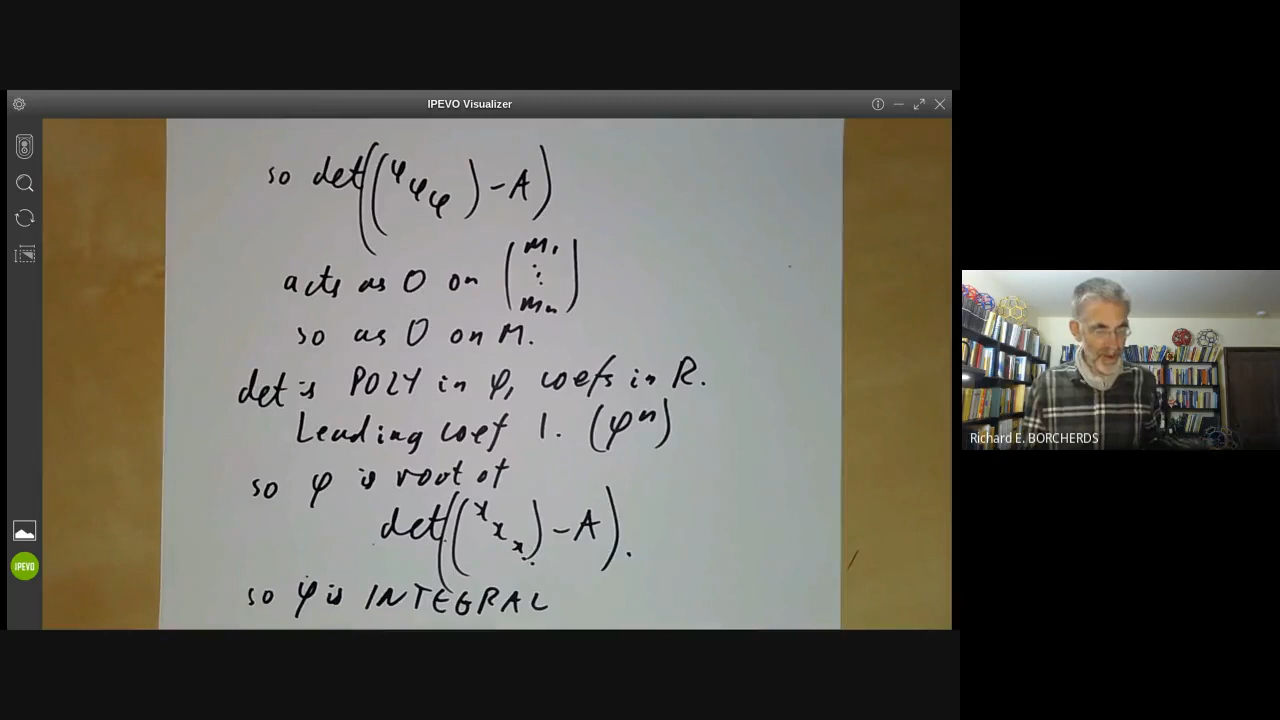 IPEVO Visualizer
so det((φ φ φ) - A)
acts as 0 on (m₁ ⋮ mₙ)
so as 0 on M.
det is POLY in φ, coefs in R.
Leading coef 1. (φⁿ)
so φ is root of
det((x x x) - A).
so φ is INTEGRAL
IPEVO
Richard E. BORCHERDS